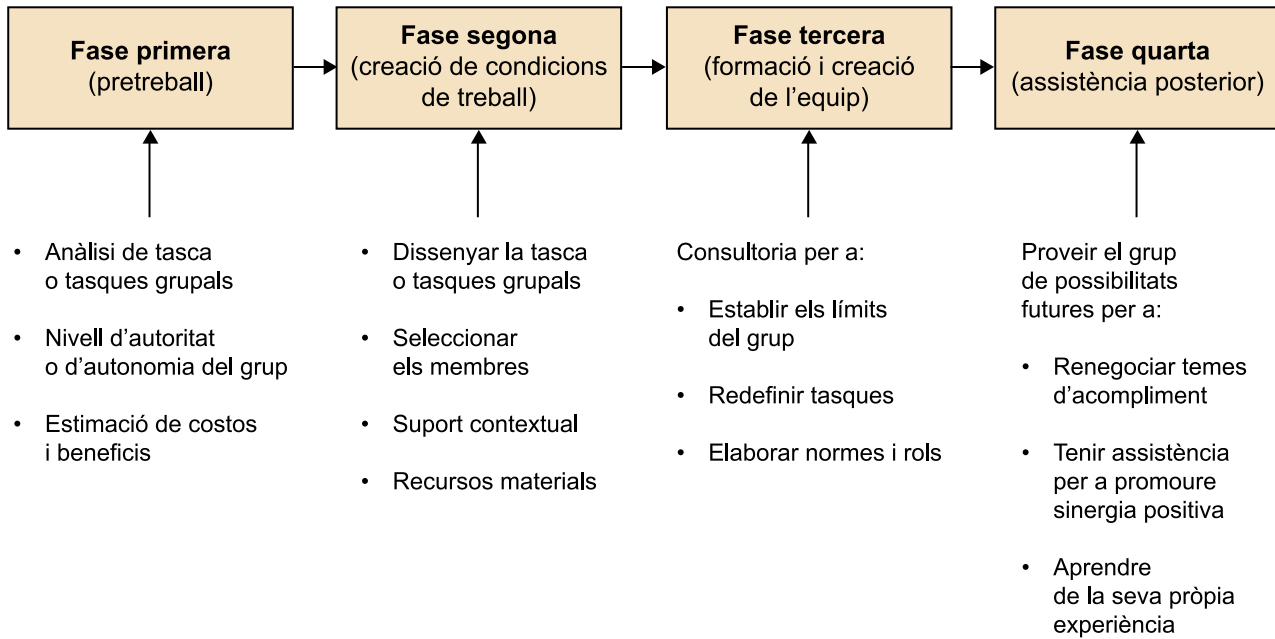 Fase primera
(pretreball)
Fase segona
(creació de condicions
de treball)
Fase tercera
(formació i creació
de l'equip)
Fase quarta
(assistència posterior)
• Anàlisi de tasca
o tasques grupals
• Nivell d'autoritat
o d'autonomia del grup
• Estimació de costos
i beneficis
• Dissenyar la tasca
o tasques grupals
• Seleccionar
els membres
• Suport contextual
• Recursos materials
Consultoria per a:
• Establir els límits
del grup
• Redefinir tasques
• Elaborar normes i rols
Proveir el grup
de possibilitats
futures per a:
• Renegociar temes
d'acompliment
• Tenir assistència
per a promoure
sinergia positiva
• Aprendre
de la seva pròpia
experiència